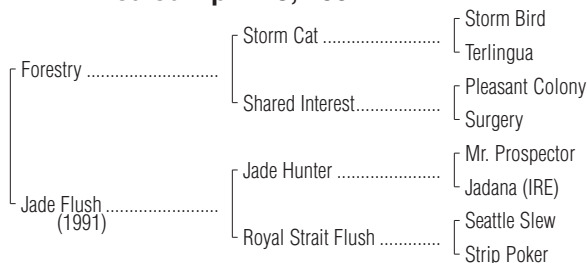 Storm Bird
Storm Cat
Terlingua
Forestry
Pleasant Colony
Shared Interest
Surgery
Mr. Prospector
Jade Hunter
Jadana (IRE)
Jade Flush
(1991)
Seattle Slew
Royal Strait Flush
Strip Poker